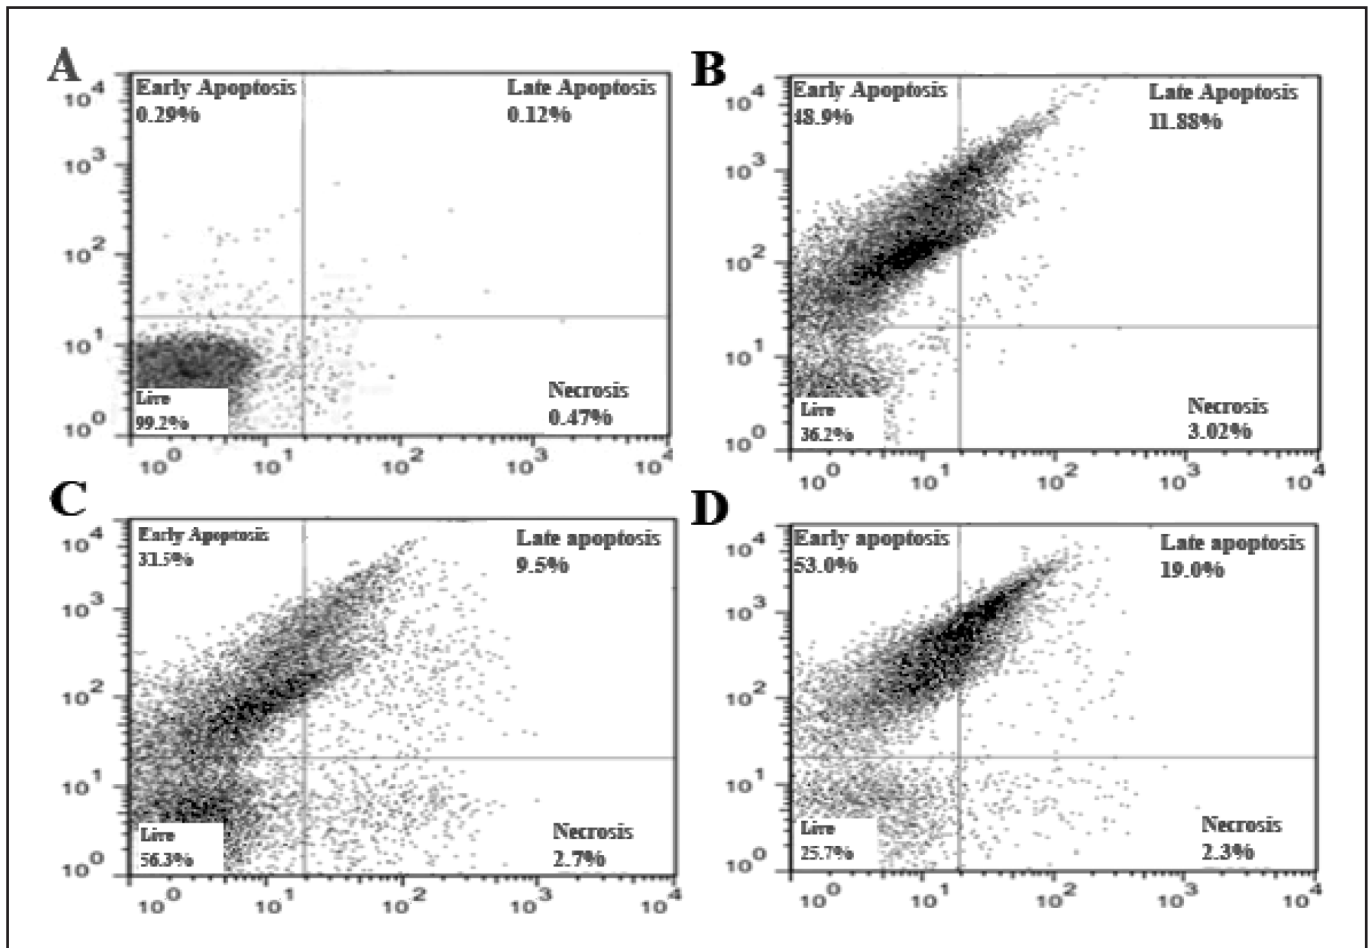 A
Early Apoptosis
0.29%
Late Apoptosis
0.12%
Live
99.2%
Necrosis
0.47%
10^4
10^3
10^2
10^1
10^0
10^0 10^1 10^2 10^3 10^4
B
Early Apoptosis
48.9%
Late Apoptosis
11.88%
Live
36.2%
Necrosis
3.02%
10^4
10^3
10^2
10^1
10^0
10^0 10^1 10^2 10^3 10^4
C
Early Apoptosis
31.5%
Late apoptosis
9.5%
Live
56.3%
Necrosis
2.7%
10^4
10^3
10^2
10^1
10^0
10^0 10^1 10^2 10^3 10^4
D
Early apoptosis
53.0%
Late apoptosis
19.0%
Live
25.7%
Necrosis
2.3%
10^4
10^3
10^2
10^1
10^0
10^0 10^1 10^2 10^3 10^4